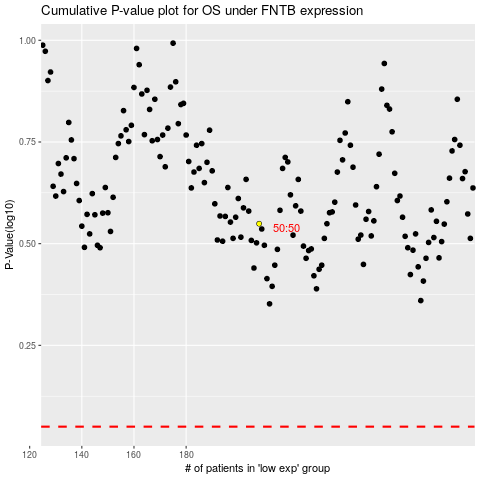 Cumulative P-value plot for OS under FNTB expression
1.00
0.75
0.50
0.25
P-Value(log10)
50:50
120 140 160 180
# of patients in 'low exp' group